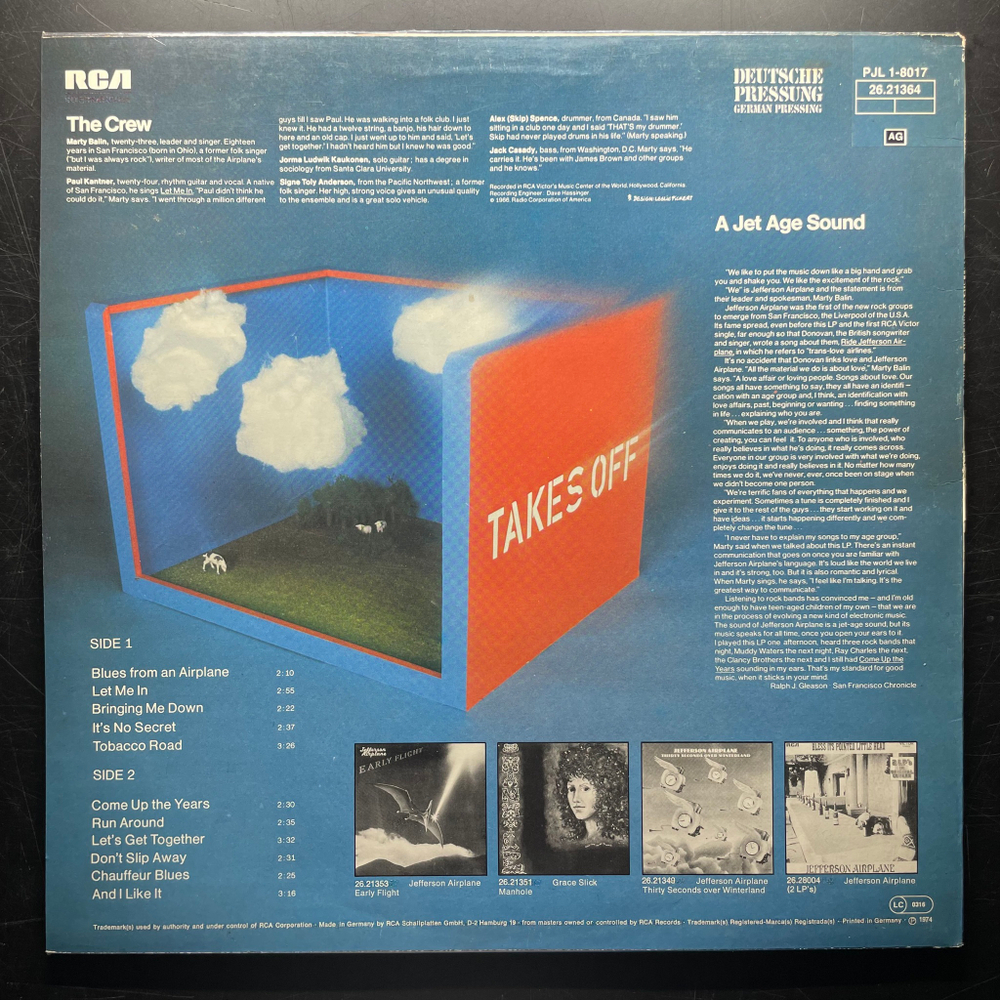 RCA
The Crew
Marty Balin, twenty-three, leader and singer. Eighteen
years in San Francisco (born in Ohio), a former folk singer
("but I was always rock"), writer of most of the Airplane's
material.
Paul Kantner, twenty-four, rhythm guitar and vocal. A native
of San Francisco, he sings Let Me In. "Paul didn't think he
could do it," Marty says. "I went through a million different
guys till I saw Paul. He was walking into a folk club. I just
knew it. He had a twelve string, a banjo, his hair down to
here and an old cap. I just went up to him and said, 'Let's
get together.' I hadn't heard him but I knew he was good."
Jorma Ludwik Kaukonen, solo guitar; has a degree in
sociology from Santa Clara University.
Signe Toly Anderson, from the Pacific Northwest; a former
folk singer. Her high, strong voice gives an unusual quality
to the ensemble and is a great solo vehicle.
Alex (Skip) Spence, drummer, from Canada. "I saw him
sitting in a club one day and I said 'THAT'S my drummer.'
Skip had never played drums in his life." (Marty speaking.)
Jack Casady, bass, from Washington, D.C. Marty says, "He
carries it. He's been with James Brown and other groups
and he knows."
Recorded in RCA Victor's Music Center of the World, Hollywood, California
Recording Engineer: Dave Hassinger
© 1966, Radio Corporation of America
DESIGN: LESLIE PICKERT
DEUTSCHE
PRESSUNG
GERMAN PRESSING
PJL 1-8017
26.21364
AG
A Jet Age Sound
"We like to put the music down like a big hand and grab
you and shake you. We like the excitement of the rock."
"We" is Jefferson Airplane and the statement is from
their leader and spokesman, Marty Balin.
Jefferson Airplane was the first of the new rock groups
to emerge from San Francisco, the Liverpool of the U.S.A.
Its fame spread, even before this LP and the first RCA Victor
single, far enough so that Donovan, the British songwriter
and singer, wrote a song about them, Ride Jefferson Air-
plane, in which he refers to "trans-love airlines."
It's no accident that Donovan links love and Jefferson
Airplane. "All the material we do is about love," Marty Balin
says. "A love affair or loving people. Songs about love. Our
songs all have something to say, they all have an identifi –
cation with an age group and, I think, an identification with
love affairs, past, beginning or wanting . . . finding something
in life . . . explaining who you are.
"When we play, we're involved and I think that really
communicates to an audience . . . something, the power of
creating, you can feel it. To anyone who is involved, who
really believes in what he's doing, it really comes across.
Everyone in our group is very involved with what we're doing,
enjoys doing it and really believes in it. No matter how many
times we do it, we've never, ever, once been on stage when
we didn't become one person.
"We're terrific fans of everything that happens and we
experiment. Sometimes a tune is completely finished and I
give it to the rest of the guys . . . they start working on it and
have ideas . . . it starts happening differently and we com-
pletely change the tune . . .
"I never have to explain my songs to my age group,"
Marty said when we talked about this LP. There's an instant
communication that goes on once you are familiar with
Jefferson Airplane's language. It's loud like the world we live
in and it's strong, too. But it is also romantic and lyrical.
When Marty sings, he says, "I feel like I'm talking. It's the
greatest way to communicate."
Listening to rock bands has convinced me – and I'm old
enough to have teen-aged children of my own – that we are
in the process of evolving a new kind of electronic music.
The sound of Jefferson Airplane is a jet-age sound, but its
music speaks for all time, once you open your ears to it.
I played this LP one afternoon, heard three rock bands that
night, Muddy Waters the next night, Ray Charles the next,
the Clancy Brothers the next and I still had Come Up the
Years sounding in my ears. That's my standard for good
music, when it sticks in your mind.
Ralph J. Gleason San Francisco Chronicle
TAKES OFF
SIDE 1
Blues from an Airplane 2:10
Let Me In 2:55
Bringing Me Down 2:22
It's No Secret 2:37
Tobacco Road 3:26
SIDE 2
Come Up the Years 2:30
Run Around 2:35
Let's Get Together 3:32
Don't Slip Away 2:31
Chauffeur Blues 2:25
And I Like It 3:16
Jefferson
Airplane
EARLY FLIGHT
JEFFERSON AIRPLANE
THIRTY SECONDS OVER WINTERLAND
RCA
BLESS ITS POINTED LITTLE HEAD
JEFFERSON AIRPLANE
26.21353 Jefferson Airplane
Early Flight
26.21351 Grace Slick
Manhole
26.21349 Jefferson Airplane
Thirty Seconds over Winterland
26.28004 Jefferson Airplane
(2 LP's)
LC 0316
Trademark(s) used by authority and under control of RCA Corporation · Made in Germany by RCA Schallplatten GmbH, D-2 Hamburg 19 · from masters owned or controlled by RCA Records · Trademark(s) Registered-Marca(s) Registrada(s) · Printed in Germany · ℗ 1974